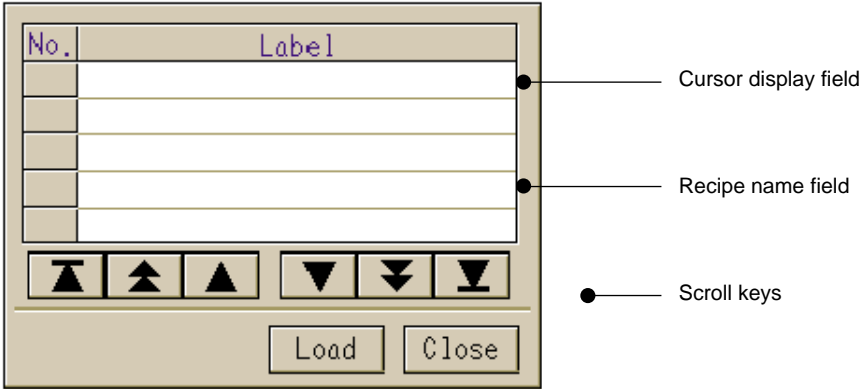 No. Label
Cursor display field
Recipe name field
Scroll keys
Load Close